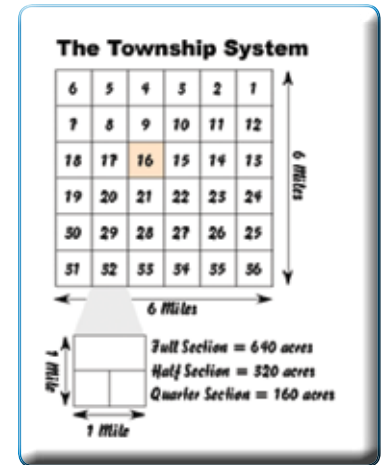 The Township System
6 5 4 3 2 1
7 8 9 10 11 12
18 17 16 15 14 13
19 20 21 22 23 24
30 29 28 27 26 25
31 32 33 34 35 36
6 Miles
6 Miles
1 Mile
Full Section = 640 acres
Half Section = 320 acres
Quarter Section = 160 acres
1 Mile